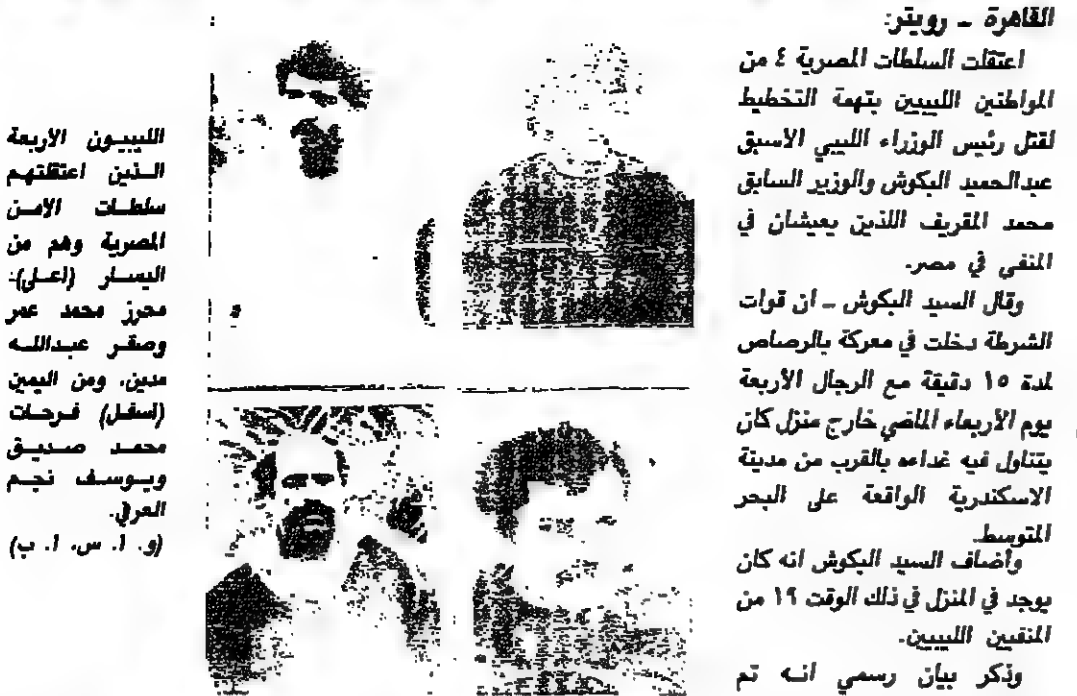 القاهرة ـ رويتر:
اعتقلت السلطات المصرية ٤ من
المواطنين الليبيين بتهمة التخطيط
لقتل رئيس الوزراء الليبي الاسبق
عبدالحميد البكوش والوزير السابق
محمد المقريف اللذين يعيشان في
المنفى في مصر.
وقال السيد البكوش ـ ان قوات
الشرطة دخلت في معركة بالرصاص
لمدة ١٥ دقيقة مع الرجال الأربعة
يوم الأربعاء الماضي خارج منزل كان
يتناول فيه غداءه بالقرب من مدينة
الاسكندرية الواقعة على البحر
المتوسط.
وأضاف السيد البكوش انه كان
يوجد في المنزل في ذلك الوقت ١٩ من
المنفيين الليبيين.
وذكر بيان رسمي انه تم
الليبيون الأربعة
الذين اعتقلتهم
سلطات الامن
المصرية وهم من
اليسار (اعلى):
محرز محمد عمر
وصقر عبدالله
مدين، ومن اليمين
(اسفل) فرحات
محمد صديق
ويوسف نجم
العرفي.
(و. ا. س، ا. ب)